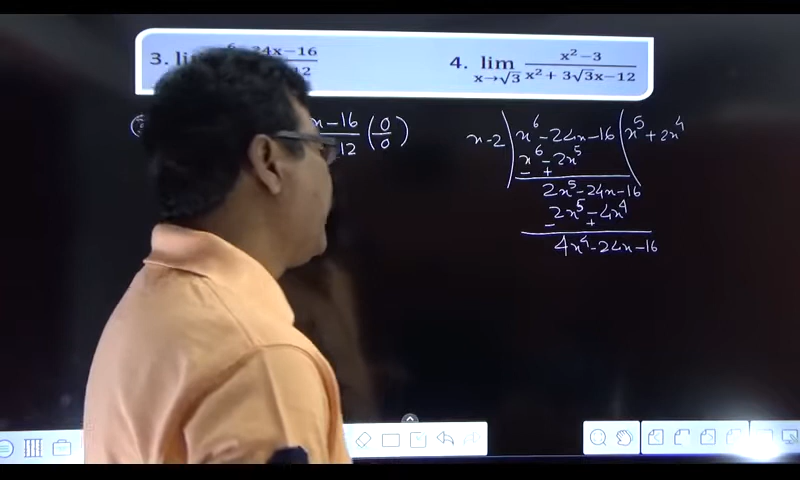 3. li 6 24x−16
12
4. lim x→√3 x² − 3 / x² + 3√3x−12
x − 16 / 12 (0/0)
x−2 ) x⁶ − 24x − 16 ( x⁵ + 2x⁴
x⁶ − 2x⁵
− +
2x⁵ − 24x − 16
2x⁵ − 4x⁴
− +
4x⁴ − 24x − 16